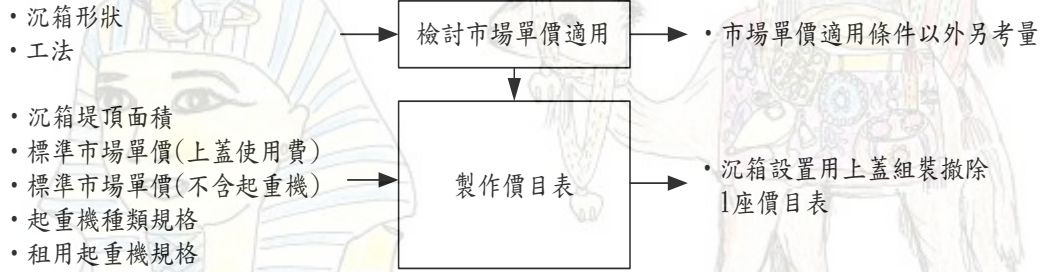 • 沉箱形狀
• 工法
檢討市場單價適用
• 市場單價適用條件以外另考量
• 沉箱堤頂面積
• 標準市場單價(上蓋使用費)
• 標準市場單價(不含起重機)
• 起重機種類規格
• 租用起重機規格
製作價目表
• 沉箱設置用上蓋組裝撤除
1座價目表